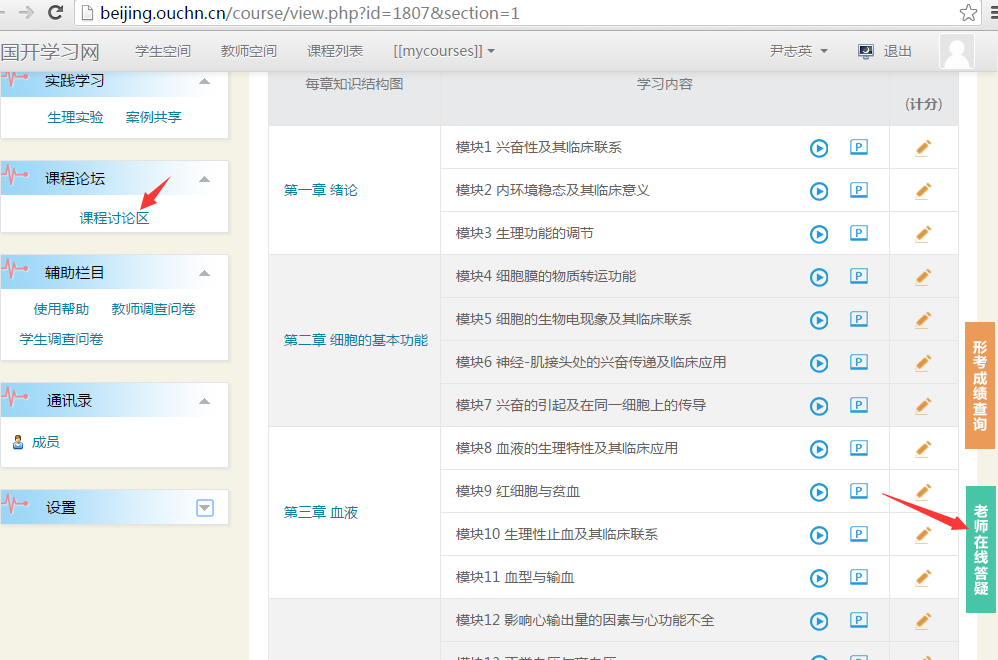 beijing.ouchn.cn/course/view.php?id=1807&section=1
国开学习网 学生空间 教师空间 课程列表 [[mycourses]] 尹志英 退出
实践学习
生理实验 案例共享
课程论坛
课程讨论区
辅助栏目
使用帮助 教师调查问卷
学生调查问卷
通讯录
成员
设置
每章知识结构图 学习内容
(计分)
第一章 绪论
模块1 兴奋性及其临床联系 P
模块2 内环境稳态及其临床意义 P
模块3 生理功能的调节 P
第二章 细胞的基本功能
模块4 细胞膜的物质转运功能 P
模块5 细胞的生物电现象及其临床联系 P
模块6 神经-肌接头处的兴奋传递及临床应用 P
模块7 兴奋的引起及在同一细胞上的传导 P
第三章 血液
模块8 血液的生理特性及其临床应用 P
模块9 红细胞与贫血 P
模块10 生理性止血及其临床联系 P
模块11 血型与输血 P
模块12 影响心输出量的因素与心功能不全 P
形考成绩查询
老师在线答疑